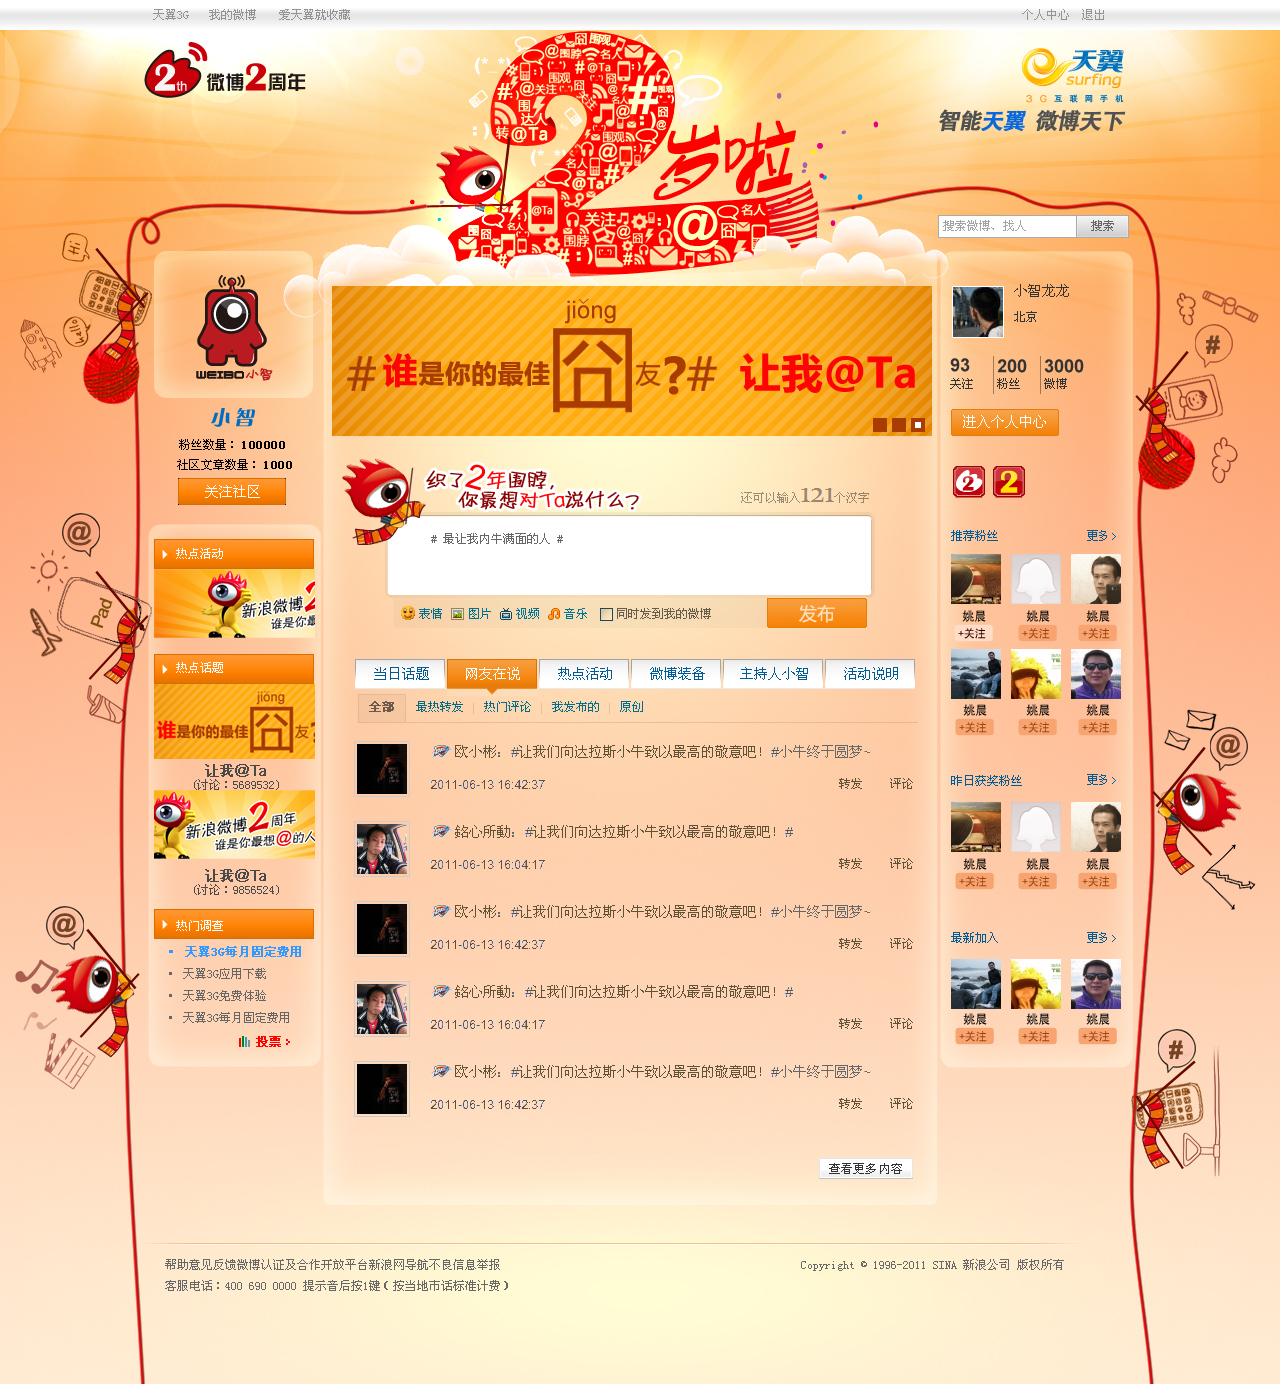 天翼3G 我的微博 爱天翼就收藏 个人中心 退出
2th 微博2周年
天翼
surfing
3G互联网手机
智能天翼 微博天下
2岁啦
搜索微博、找人 搜索
Hi
WEIBO小智
小智
粉丝数量：100000
社区文章数量：1000
关注社区
热点活动
新浪微博2
谁是你最
热点话题
jiǒng
谁是你的最佳囧友?
让我@Ta
(讨论：5689532)
新浪微博2周年
谁是你最想@的人
让我@Ta
(讨论：9856524)
热门调查
天翼3G每月固定费用
天翼3G应用下载
天翼3G免费体验
天翼3G每月固定费用
投票
jiǒng
#谁是你的最佳囧友?# 让我@Ta
织了2年围脖，
你最想对Ta说什么?
还可以输入121个汉字
# 最让我内牛满面的人 #
表情 图片 视频 音乐 同时发到我的微博 发布
当日话题 网友在说 热点活动 微博装备 主持人小智 活动说明
全部 最热转发 热门评论 我发布的 原创
欧小彬：#让我们向达拉斯小牛致以最高的敬意吧！#小牛终于圆梦~
2011-06-13 16:42:37 转发 评论
銘心所動：#让我们向达拉斯小牛致以最高的敬意吧！#
2011-06-13 16:04:17 转发 评论
欧小彬：#让我们向达拉斯小牛致以最高的敬意吧！#小牛终于圆梦~
2011-06-13 16:42:37 转发 评论
銘心所動：#让我们向达拉斯小牛致以最高的敬意吧！#
2011-06-13 16:04:17 转发 评论
欧小彬：#让我们向达拉斯小牛致以最高的敬意吧！#小牛终于圆梦~
2011-06-13 16:42:37 转发 评论
查看更多内容
小智龙龙
北京
93 200 3000
关注 粉丝 微博
进入个人中心
2 2
推荐粉丝 更多
姚晨 姚晨 姚晨
+关注 +关注 +关注
姚晨 姚晨 姚晨
+关注 +关注 +关注
昨日获奖粉丝 更多
姚晨 姚晨 姚晨
+关注 +关注 +关注
最新加入 更多
姚晨 姚晨 姚晨
+关注 +关注 +关注
@
Pad
@
#
@
#
帮助意见反馈微博认证及合作开放平台新浪网导航不良信息举报
客服电话：400 690 0000 提示音后按1键（按当地市话标准计费）
Copyright © 1996-2011 SINA 新浪公司 版权所有